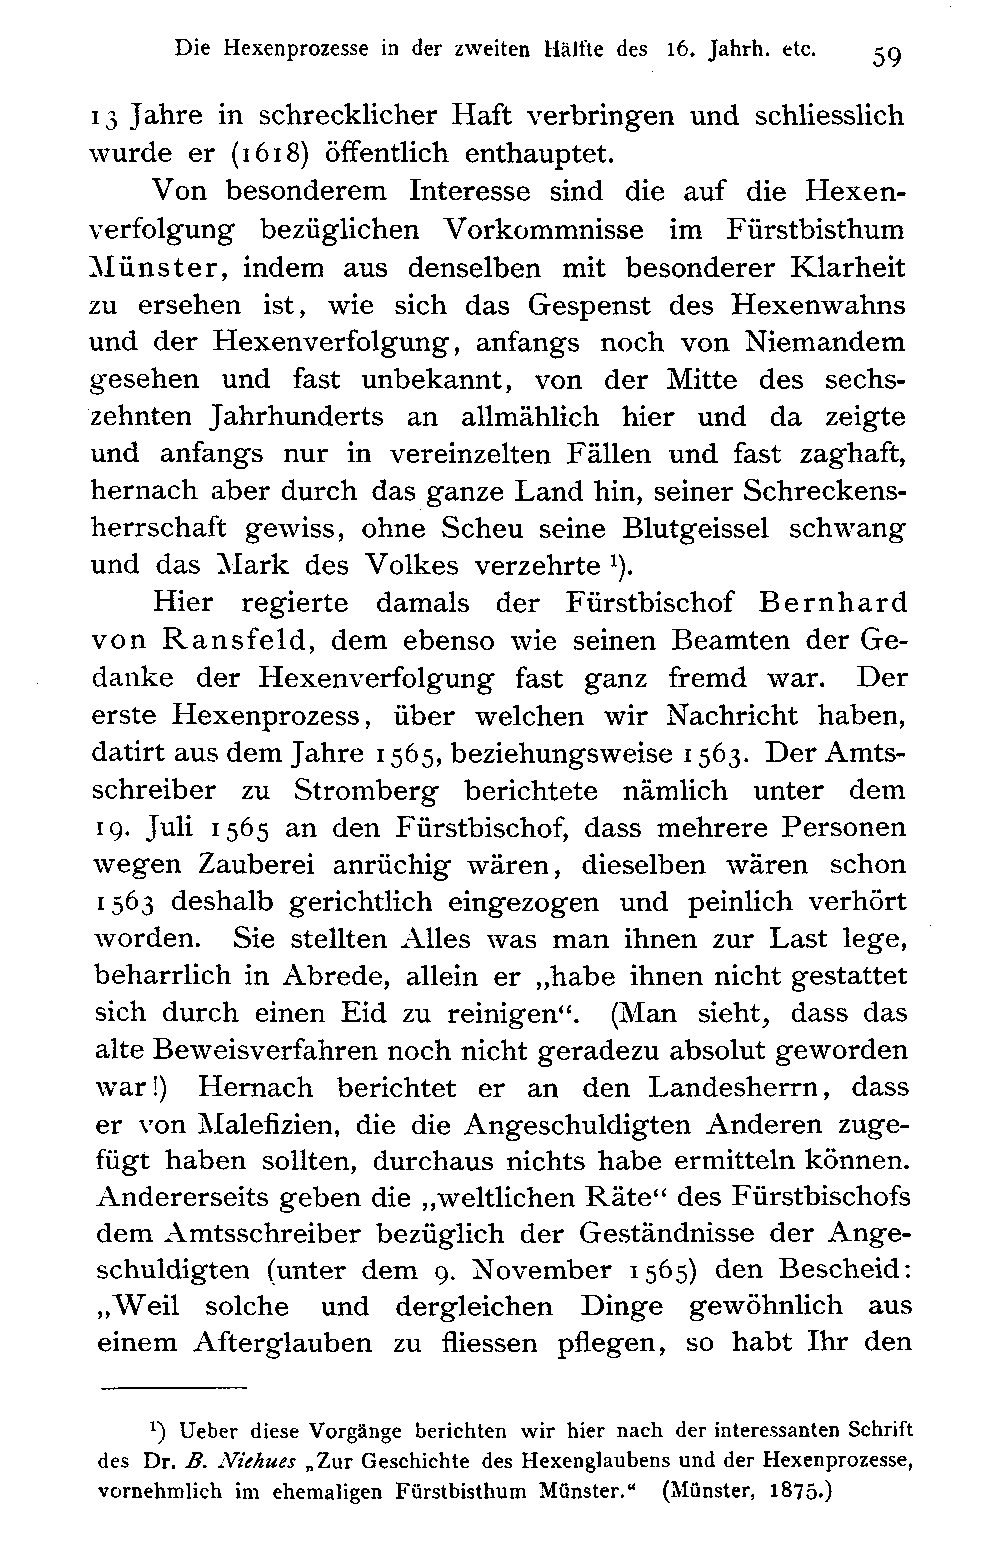 Die Hexenprozesse in der zweiten Hälfte des 16. Jahrh. etc. 59
13 Jahre in schrecklicher Haft verbringen und schliesslich
wurde er (1618) öffentlich enthauptet.
Von besonderem Interesse sind die auf die Hexen-
verfolgung bezüglichen Vorkommnisse im Fürstbisthum
Münster, indem aus denselben mit besonderer Klarheit
zu ersehen ist, wie sich das Gespenst des Hexenwahns
und der Hexenverfolgung, anfangs noch von Niemandem
gesehen und fast unbekannt, von der Mitte des sechs-
zehnten Jahrhunderts an allmählich hier und da zeigte
und anfangs nur in vereinzelten Fällen und fast zaghaft,
hernach aber durch das ganze Land hin, seiner Schreckens-
herrschaft gewiss, ohne Scheu seine Blutgeissel schwang
und das Mark des Volkes verzehrte ¹).
Hier regierte damals der Fürstbischof Bernhard
von Ransfeld, dem ebenso wie seinen Beamten der Ge-
danke der Hexenverfolgung fast ganz fremd war. Der
erste Hexenprozess, über welchen wir Nachricht haben,
datirt aus dem Jahre 1565, beziehungsweise 1563. Der Amts-
schreiber zu Stromberg berichtete nämlich unter dem
19. Juli 1565 an den Fürstbischof, dass mehrere Personen
wegen Zauberei anrüchig wären, dieselben wären schon
1563 deshalb gerichtlich eingezogen und peinlich verhört
worden. Sie stellten Alles was man ihnen zur Last lege,
beharrlich in Abrede, allein er „habe ihnen nicht gestattet
sich durch einen Eid zu reinigen“. (Man sieht, dass das
alte Beweisverfahren noch nicht geradezu absolut geworden
war!) Hernach berichtet er an den Landesherrn, dass
er von Malefizien, die die Angeschuldigten Anderen zuge-
fügt haben sollten, durchaus nichts habe ermitteln können.
Andererseits geben die „weltlichen Räte“ des Fürstbischofs
dem Amtsschreiber bezüglich der Geständnisse der Ange-
schuldigten (unter dem 9. November 1565) den Bescheid:
„Weil solche und dergleichen Dinge gewöhnlich aus
einem Afterglauben zu fliessen pflegen, so habt Ihr den
¹) Ueber diese Vorgänge berichten wir hier nach der interessanten Schrift
des Dr. B. Niehues „Zur Geschichte des Hexenglaubens und der Hexenprozesse,
vornehmlich im ehemaligen Fürstbisthum Münster.“ (Münster, 1875.)